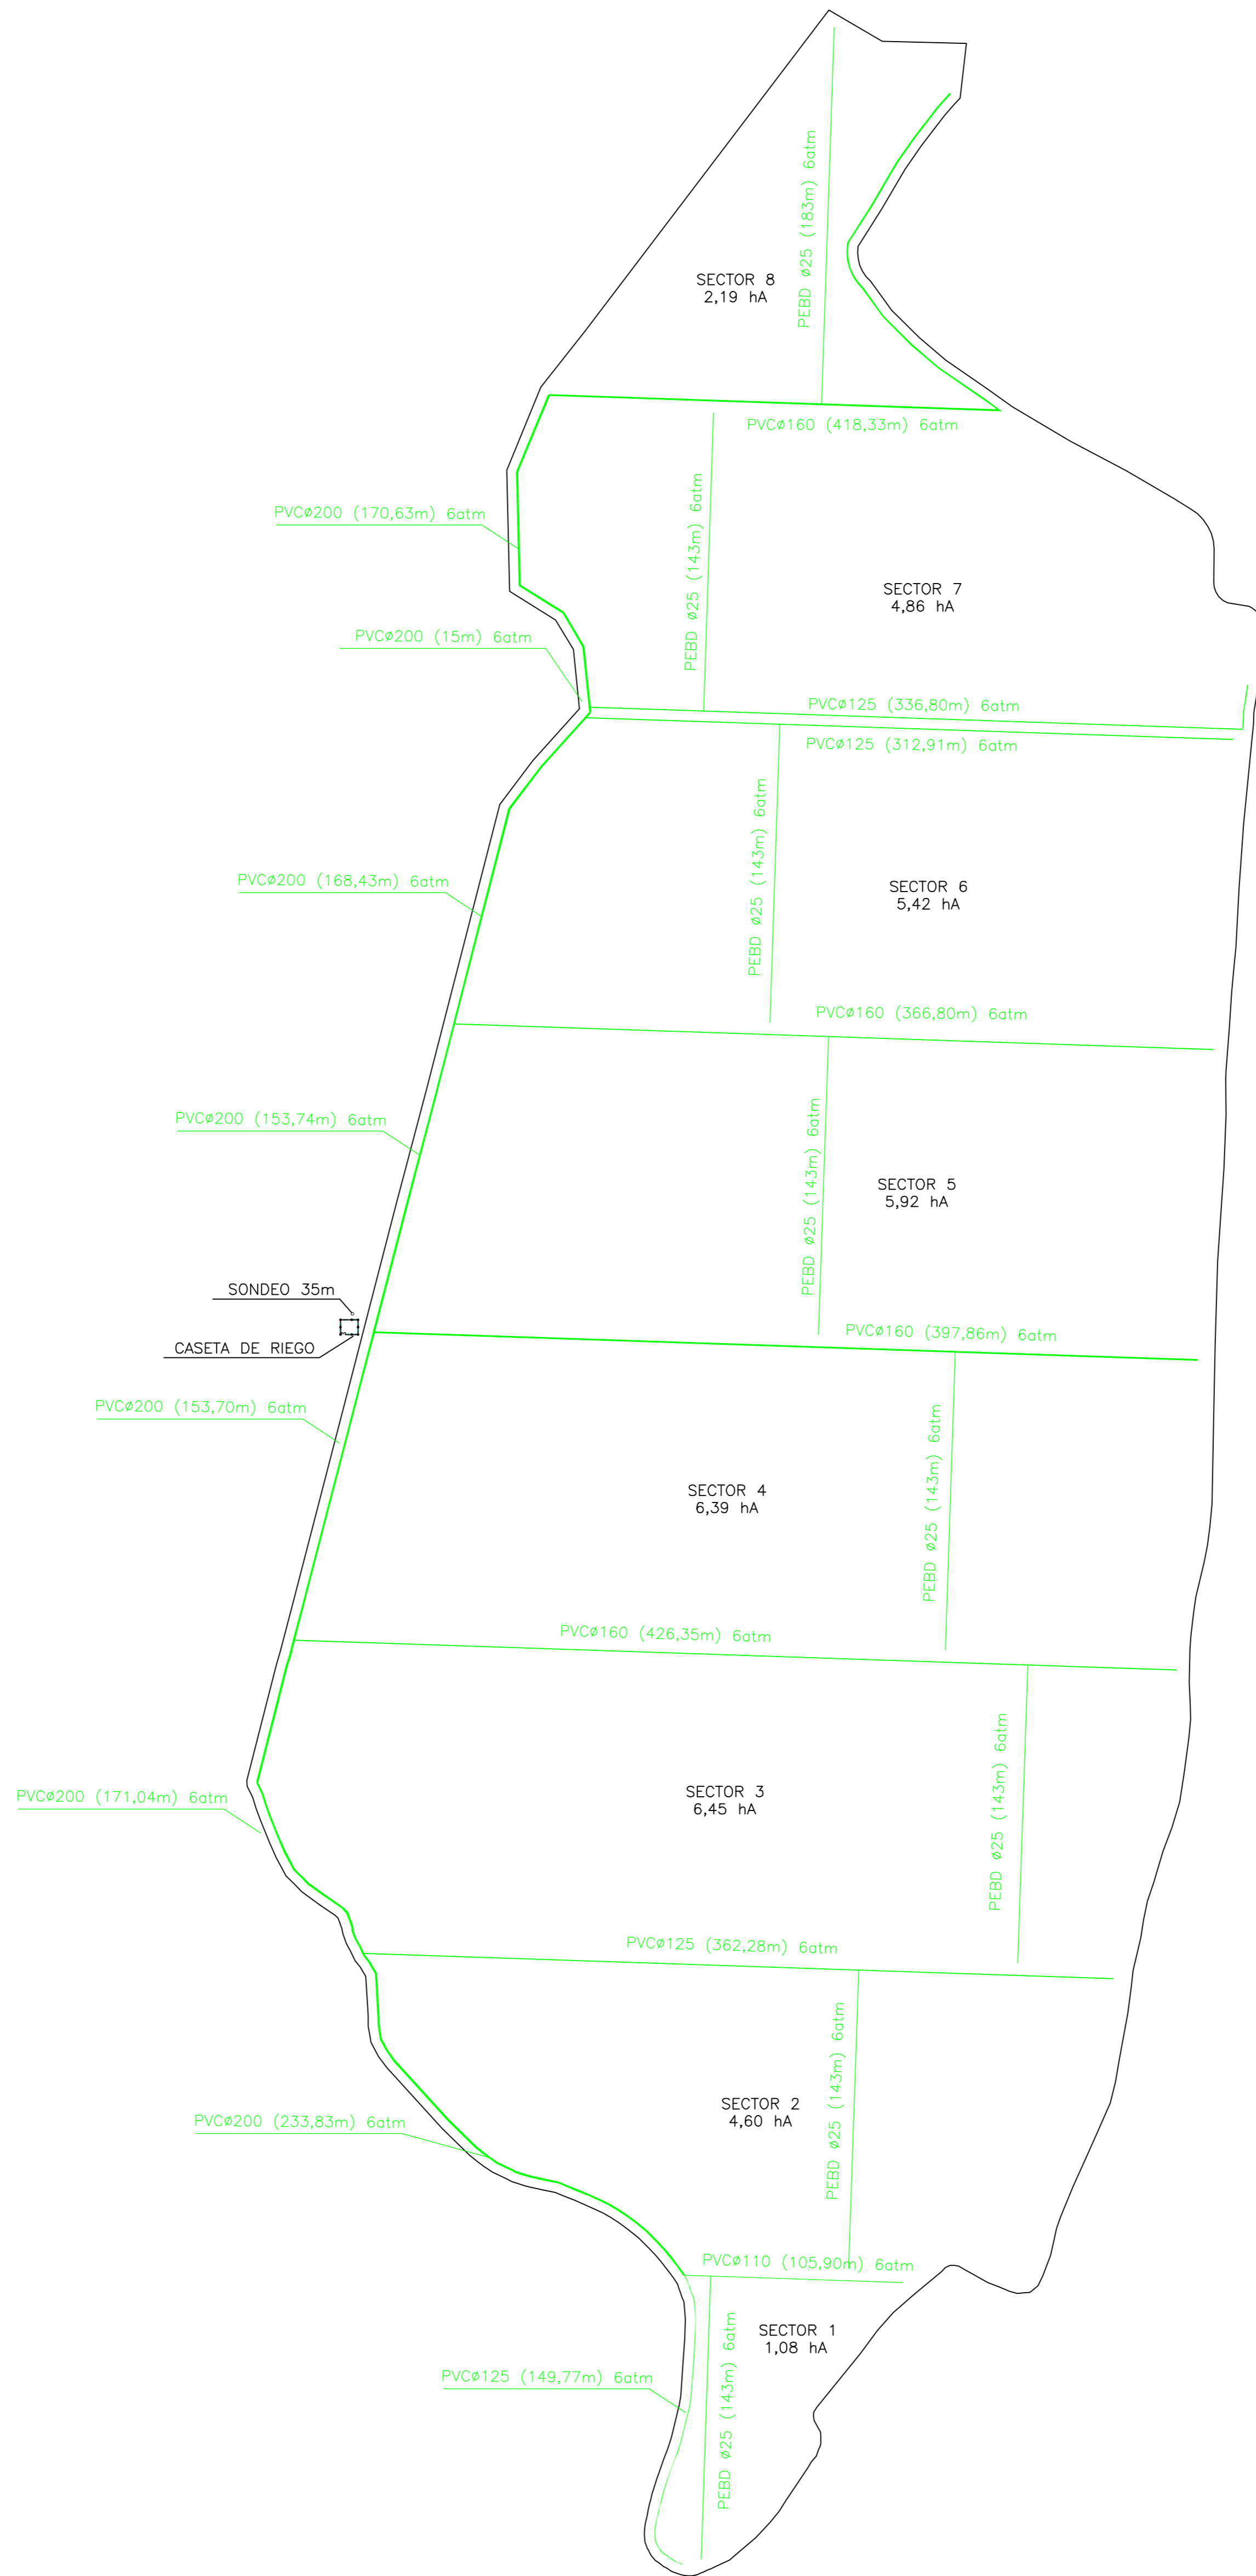 PEBD ø25 (183m) 6atm
SECTOR 8
2,19 hA
PVCø160 (418,33m) 6atm
PVCø200 (170,63m) 6atm
PEBD ø25 (143m) 6atm
SECTOR 7
4,86 hA
PVCø200 (15m) 6atm
PVCø125 (336,80m) 6atm
PVCø125 (312,91m) 6atm
PEBD ø25 (143m) 6atm
PVCø200 (168,43m) 6atm
SECTOR 6
5,42 hA
PVCø160 (366,80m) 6atm
PVCø200 (153,74m) 6atm
PEBD ø25 (143m) 6atm
SECTOR 5
5,92 hA
SONDEO 35m
CASETA DE RIEGO
PVCø160 (397,86m) 6atm
PVCø200 (153,70m) 6atm
PEBD ø25 (143m) 6atm
SECTOR 4
6,39 hA
PVCø160 (426,35m) 6atm
PVCø200 (171,04m) 6atm
SECTOR 3
6,45 hA
PEBD ø25 (143m) 6atm
PVCø125 (362,28m) 6atm
PVCø200 (233,83m) 6atm
SECTOR 2
4,60 hA
PEBD ø25 (143m) 6atm
PVCø110 (105,90m) 6atm
SECTOR 1
1,08 hA
PVCø125 (149,77m) 6atm
PEBD ø25 (143m) 6atm